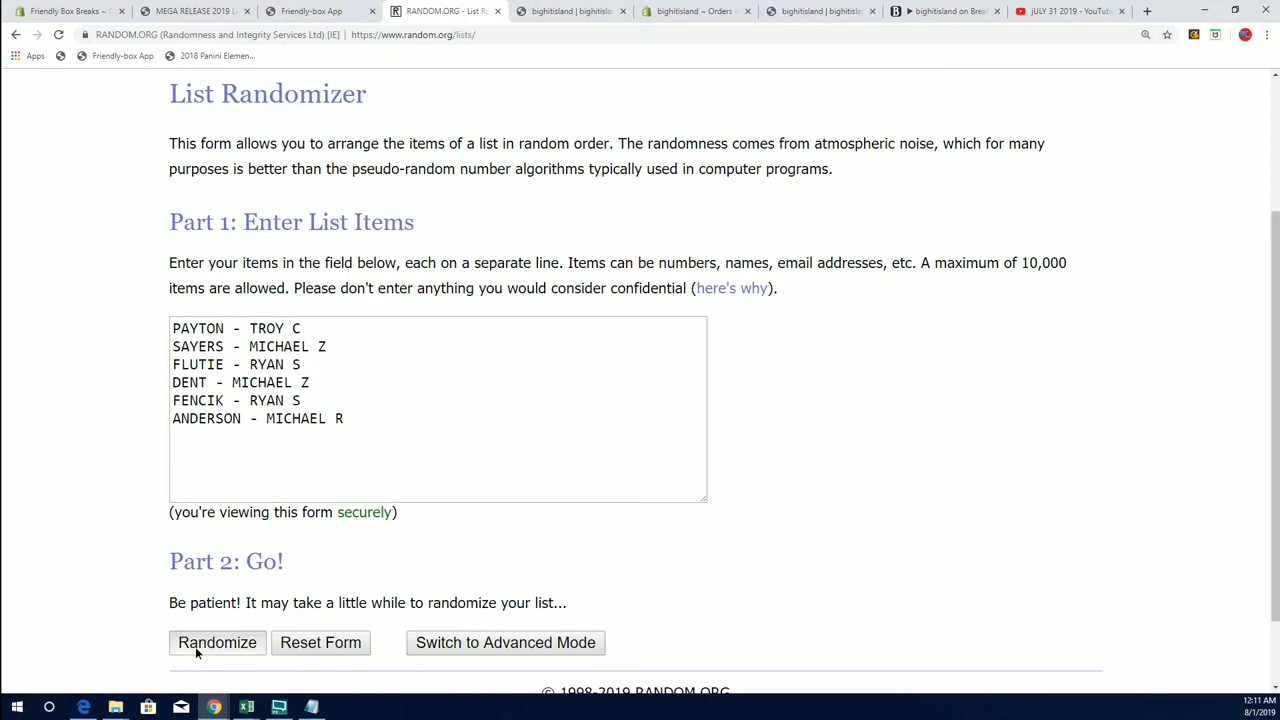 Friendly Box Breaks ~ C
MEGA RELEASE 2019 L
Friendly-box App
RANDOM.ORG - List Ra
bighitisland | bighitislan
bighitisland ~ Orders ~
bighitisland | bighitisla
bighitisland on Brea
jULY 31 2019 - YouTub
RANDOM.ORG (Randomness and Integrity Services Ltd) [IE] | https://www.random.org/lists/
Apps
Friendly-box App
2018 Panini Elemen...
List Randomizer
This form allows you to arrange the items of a list in random order. The randomness comes from atmospheric noise, which for many
purposes is better than the pseudo-random number algorithms typically used in computer programs.
Part 1: Enter List Items
Enter your items in the field below, each on a separate line. Items can be numbers, names, email addresses, etc. A maximum of 10,000
items are allowed. Please don't enter anything you would consider confidential (here's why).
PAYTON - TROY C
SAYERS - MICHAEL Z
FLUTIE - RYAN S
DENT - MICHAEL Z
FENCIK - RYAN S
ANDERSON - MICHAEL R
(you're viewing this form securely)
Part 2: Go!
Be patient! It may take a little while to randomize your list...
Randomize
Reset Form
Switch to Advanced Mode
© 1998-2019 RANDOM.ORG
12:11 AM
8/1/2019